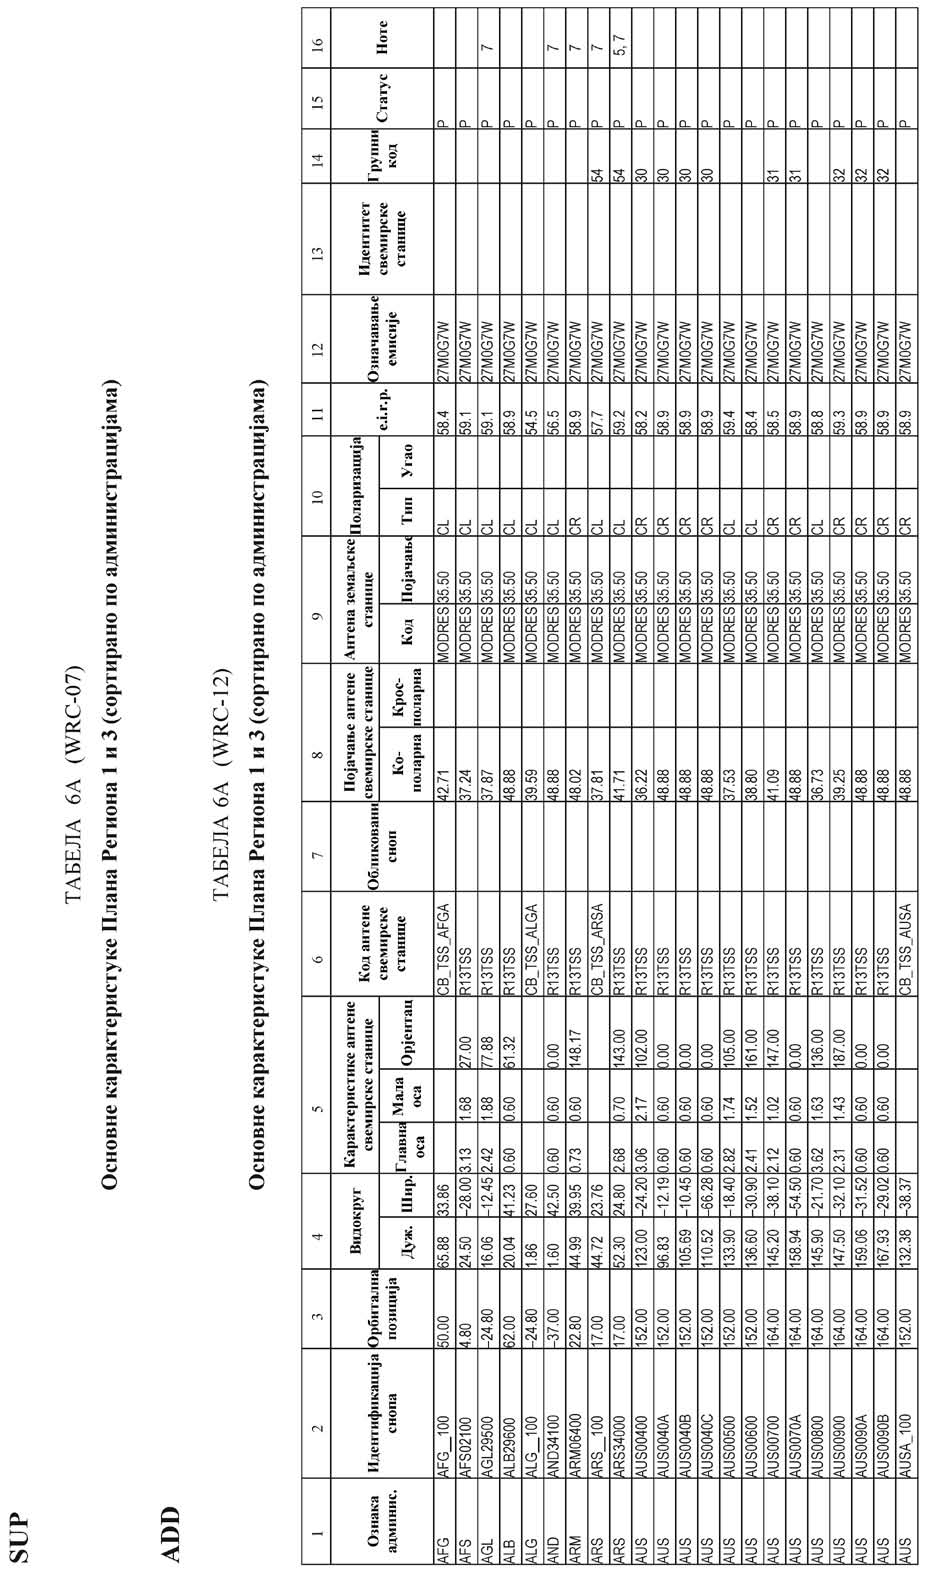 SUP
ТАБЕЛА 6A (WRC-07)
Основне карактеристуке Плана Региона 1 и 3 (сортирано по администрацијама)
ADD
ТАБЕЛА 6A (WRC-12)
Основне карактеристуке Плана Региона 1 и 3 (сортирано по администрацијама)
1 2 3 4 5 6 7 8 9 10 11 12 13 14 15 16
Ознака админис. Идентификација снопа Орбитална позиција Видокруг Карактеристике антене свемирске станице Код антене свемирске станице Обликовани сноп Појачање антене свемирске станице Антена земаљске станице Поларизација e.i.r.p. Означавање емисије Идентитет свемирске станице Групни код Статус Ноте
Дуж. Шир. Главна оса Мала оса Орјентац Ко-поларна Крос-поларна Код Појачање Тип Угао
AFG AFG__100 50.00 65.88 33.86 CB_TSS_AFGA 42.71 MODRES 35.50 CL 58.4 27M0G7W P
AFS AFS02100 4.80 24.50 −28.00 3.13 1.68 27.00 R13TSS 37.24 MODRES 35.50 CL 59.1 27M0G7W P
AGL AGL29500 −24.80 16.06 −12.45 2.42 1.88 77.88 R13TSS 37.87 MODRES 35.50 CL 59.1 27M0G7W P 7
ALB ALB29600 62.00 20.04 41.23 0.60 0.60 61.32 R13TSS 48.88 MODRES 35.50 CL 58.9 27M0G7W P
ALG ALG__100 −24.80 1.86 27.60 CB_TSS_ALGA 39.59 MODRES 35.50 CL 54.5 27M0G7W P
AND AND34100 −37.00 1.60 42.50 0.60 0.60 0.00 R13TSS 48.88 MODRES 35.50 CL 56.5 27M0G7W P 7
ARM ARM06400 22.80 44.99 39.95 0.73 0.60 148.17 R13TSS 48.02 MODRES 35.50 CR 58.9 27M0G7W P 7
ARS ARS__100 17.00 44.72 23.76 CB_TSS_ARSA 37.81 MODRES 35.50 CL 57.7 27M0G7W 54 P 7
ARS ARS34000 17.00 52.30 24.80 2.68 0.70 143.00 R13TSS 41.71 MODRES 35.50 CL 59.2 27M0G7W 54 P 5, 7
AUS AUS00400 152.00 123.00 −24.20 3.06 2.17 102.00 R13TSS 36.22 MODRES 35.50 CR 58.2 27M0G7W 30 P
AUS AUS0040A 152.00 96.83 −12.19 0.60 0.60 0.00 R13TSS 48.88 MODRES 35.50 CR 58.9 27M0G7W 30 P
AUS AUS0040B 152.00 105.69 −10.45 0.60 0.60 0.00 R13TSS 48.88 MODRES 35.50 CR 58.9 27M0G7W 30 P
AUS AUS0040C 152.00 110.52 −66.28 0.60 0.60 0.00 R13TSS 48.88 MODRES 35.50 CR 58.9 27M0G7W 30 P
AUS AUS00500 152.00 133.90 −18.40 2.82 1.74 105.00 R13TSS 37.53 MODRES 35.50 CL 59.4 27M0G7W P
AUS AUS00600 152.00 136.60 −30.90 2.41 1.52 161.00 R13TSS 38.80 MODRES 35.50 CL 58.4 27M0G7W P
AUS AUS00700 164.00 145.20 −38.10 2.12 1.02 147.00 R13TSS 41.09 MODRES 35.50 CR 58.5 27M0G7W 31 P
AUS AUS0070A 164.00 158.94 −54.50 0.60 0.60 0.00 R13TSS 48.88 MODRES 35.50 CR 58.9 27M0G7W 31 P
AUS AUS00800 164.00 145.90 −21.70 3.62 1.63 136.00 R13TSS 36.73 MODRES 35.50 CL 58.8 27M0G7W P
AUS AUS00900 164.00 147.50 −32.10 2.31 1.43 187.00 R13TSS 39.25 MODRES 35.50 CR 59.3 27M0G7W 32 P
AUS AUS0090A 164.00 159.06 −31.52 0.60 0.60 0.00 R13TSS 48.88 MODRES 35.50 CR 58.9 27M0G7W 32 P
AUS AUS0090B 164.00 167.93 −29.02 0.60 0.60 0.00 R13TSS 48.88 MODRES 35.50 CR 58.9 27M0G7W 32 P
AUS AUSA_100 152.00 132.38 −38.37 CB_TSS_AUSA 48.88 MODRES 35.50 CR 58.9 27M0G7W P